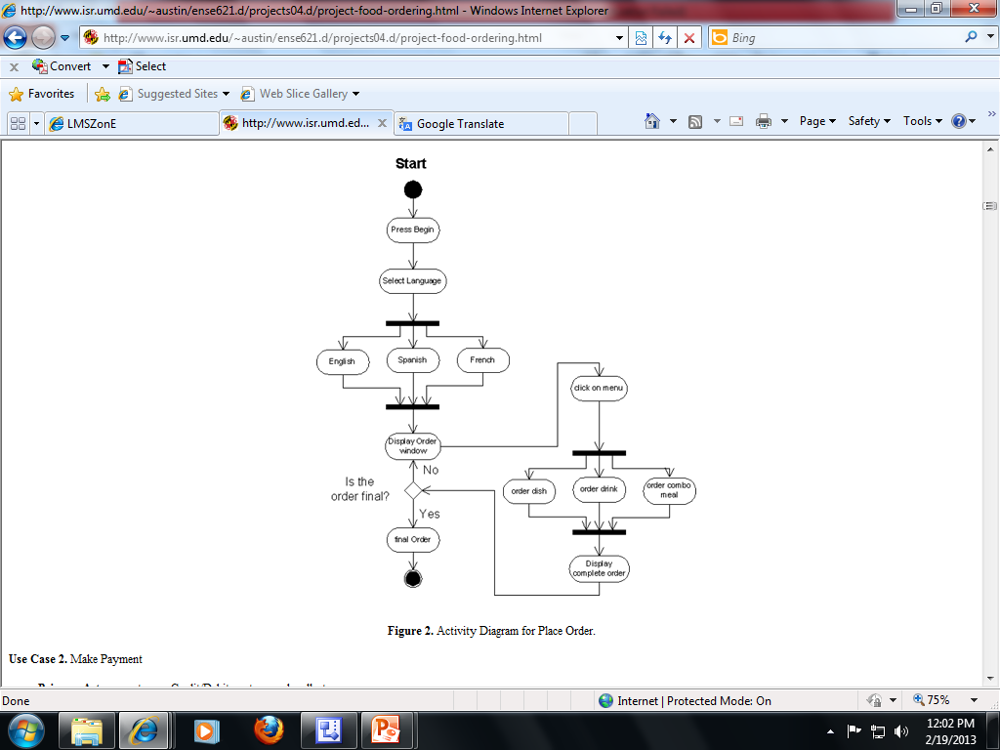 http://www.isr.umd.edu/~austin/ense621.d/projects04.d/project-food-ordering.html - Windows Internet Explorer
http://www.isr.umd.edu/~austin/ense621.d/projects04.d/project-food-ordering.html
Bing
x Convert Select
Favorites Suggested Sites Web Slice Gallery
LMSZonE http://www.isr.umd.ed... x Google Translate Page Safety Tools »
Start
Press Begin
Select Language
English Spanish French
click on menu
Display Order
window
No
Is the
order final?
order dish order drink order combo
meal
Yes
final Order
Display
complete order
Figure 2. Activity Diagram for Place Order.
Use Case 2. Make Payment
Done Internet | Protected Mode: On 75%
12:02 PM
2/19/2013